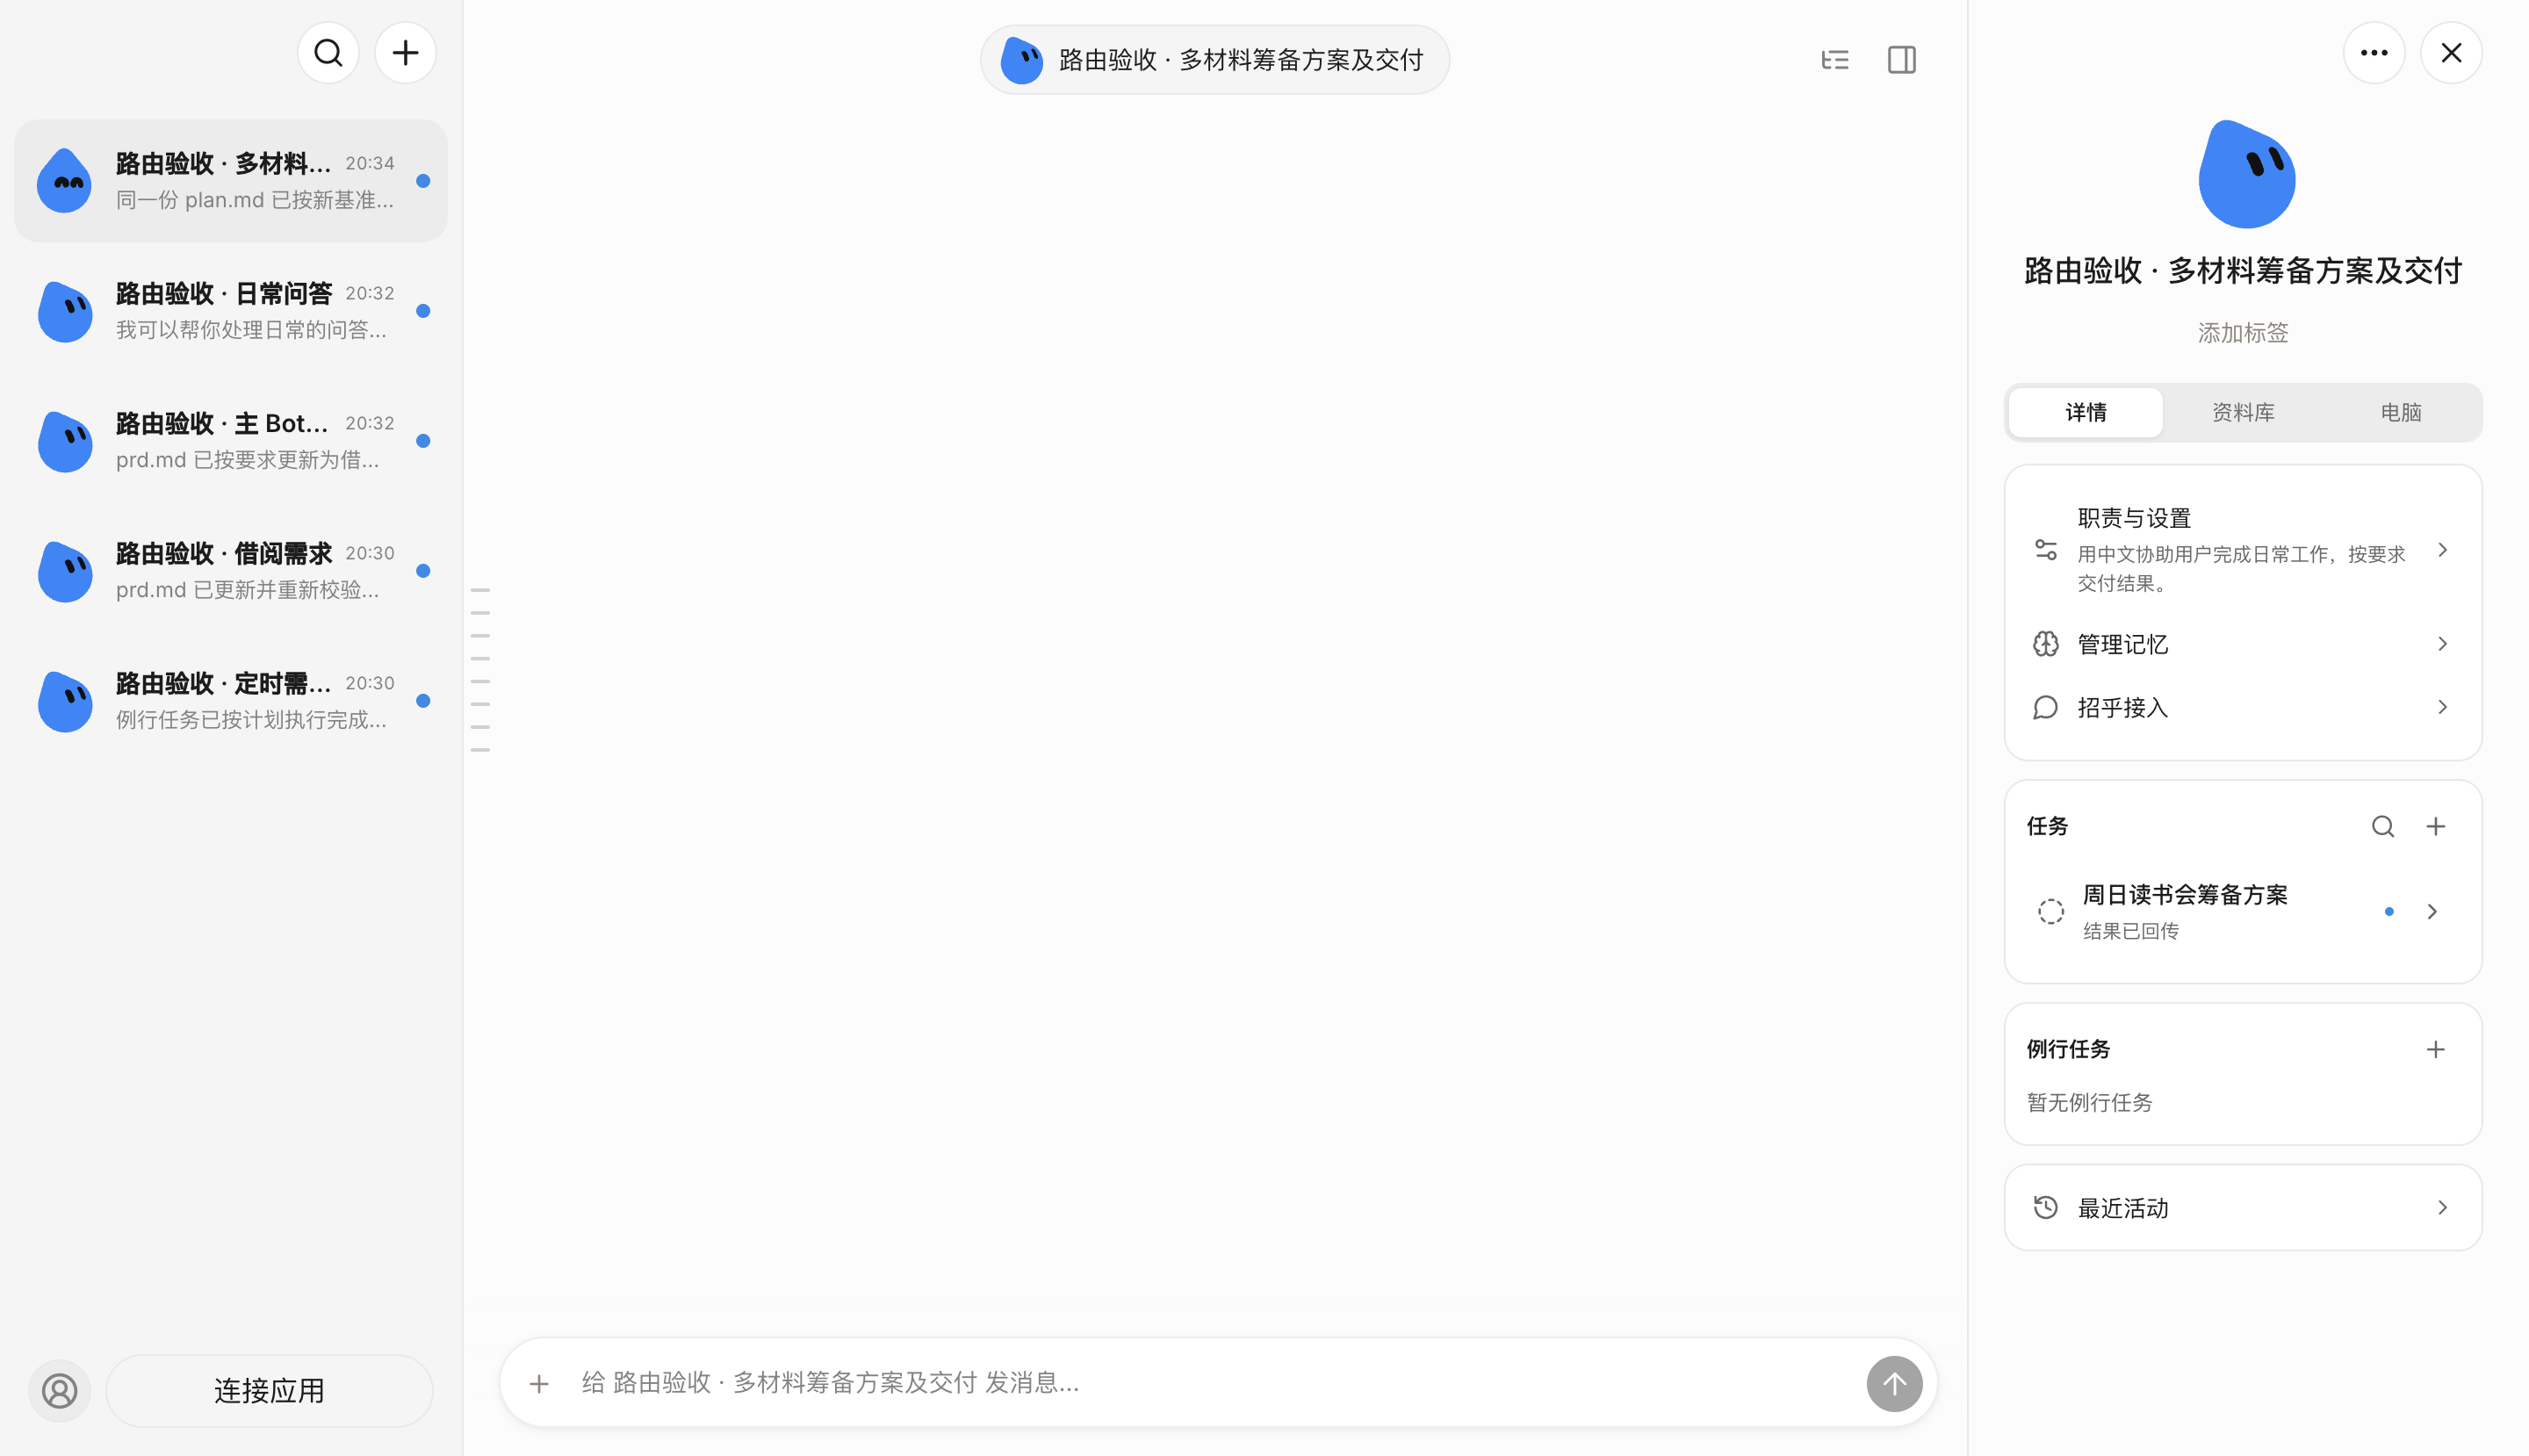 路由验收 · 多材料... 20:34
同一份 plan.md 已按新基准...
路由验收 · 日常问答 20:32
我可以帮你处理日常的问答...
路由验收 · 主 Bot... 20:32
prd.md 已按要求更新为借...
路由验收 · 借阅需求 20:30
prd.md 已更新并重新校验...
路由验收 · 定时需... 20:30
例行任务已按计划执行完成...
连接应用
路由验收 · 多材料筹备方案及交付
给 路由验收 · 多材料筹备方案及交付 发消息...
路由验收 · 多材料筹备方案及交付
添加标签
详情 资料库 电脑
职责与设置
用中文协助用户完成日常工作，按要求
交付结果。
管理记忆
招乎接入
任务
周日读书会筹备方案
结果已回传
例行任务
暂无例行任务
最近活动